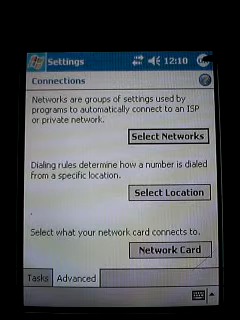 Settings 12:10
Connections
Networks are groups of settings used by
programs to automatically connect to an ISP
or private network.
Select Networks
Dialing rules determine how a number is dialed
from a specific location.
Select Location
Select what your network card connects to.
Network Card
Tasks Advanced